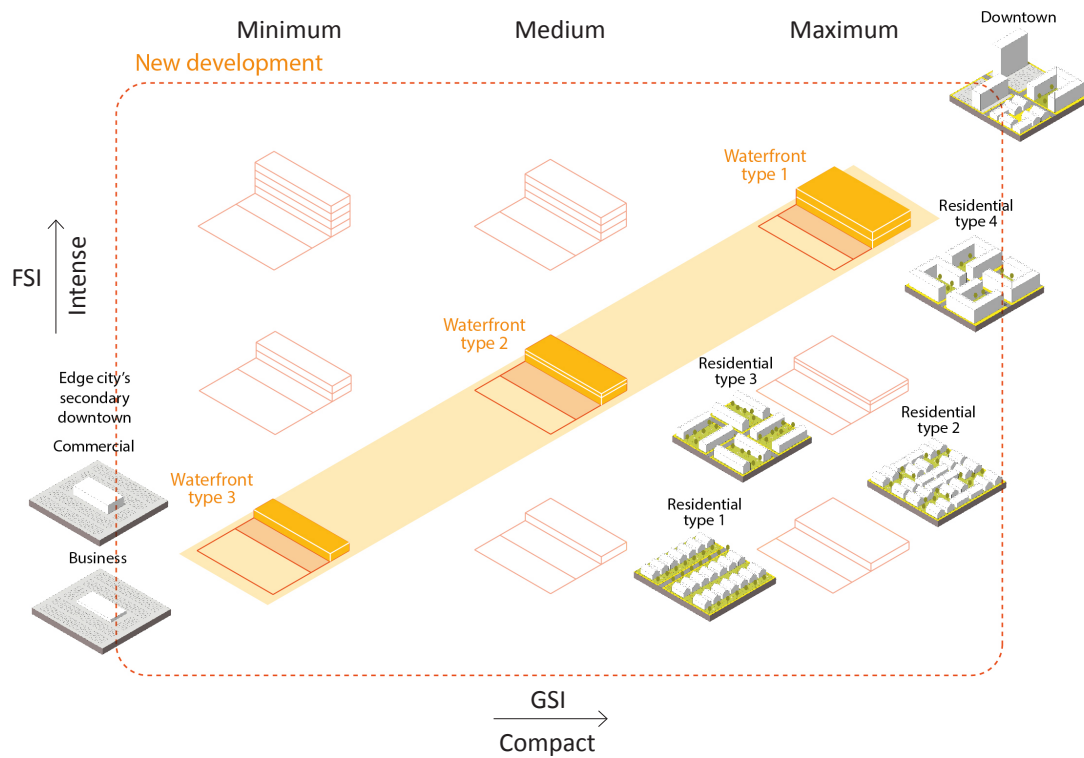 Minimum
Medium
Maximum
Downtown
New development
Waterfront
type 1
Residential
type 4
FSI
Intense
Waterfront
type 2
Edge city's
secondary
downtown
Commercial
Residential
type 3
Residential
type 2
Waterfront
type 3
Residential
type 1
Business
GSI
Compact